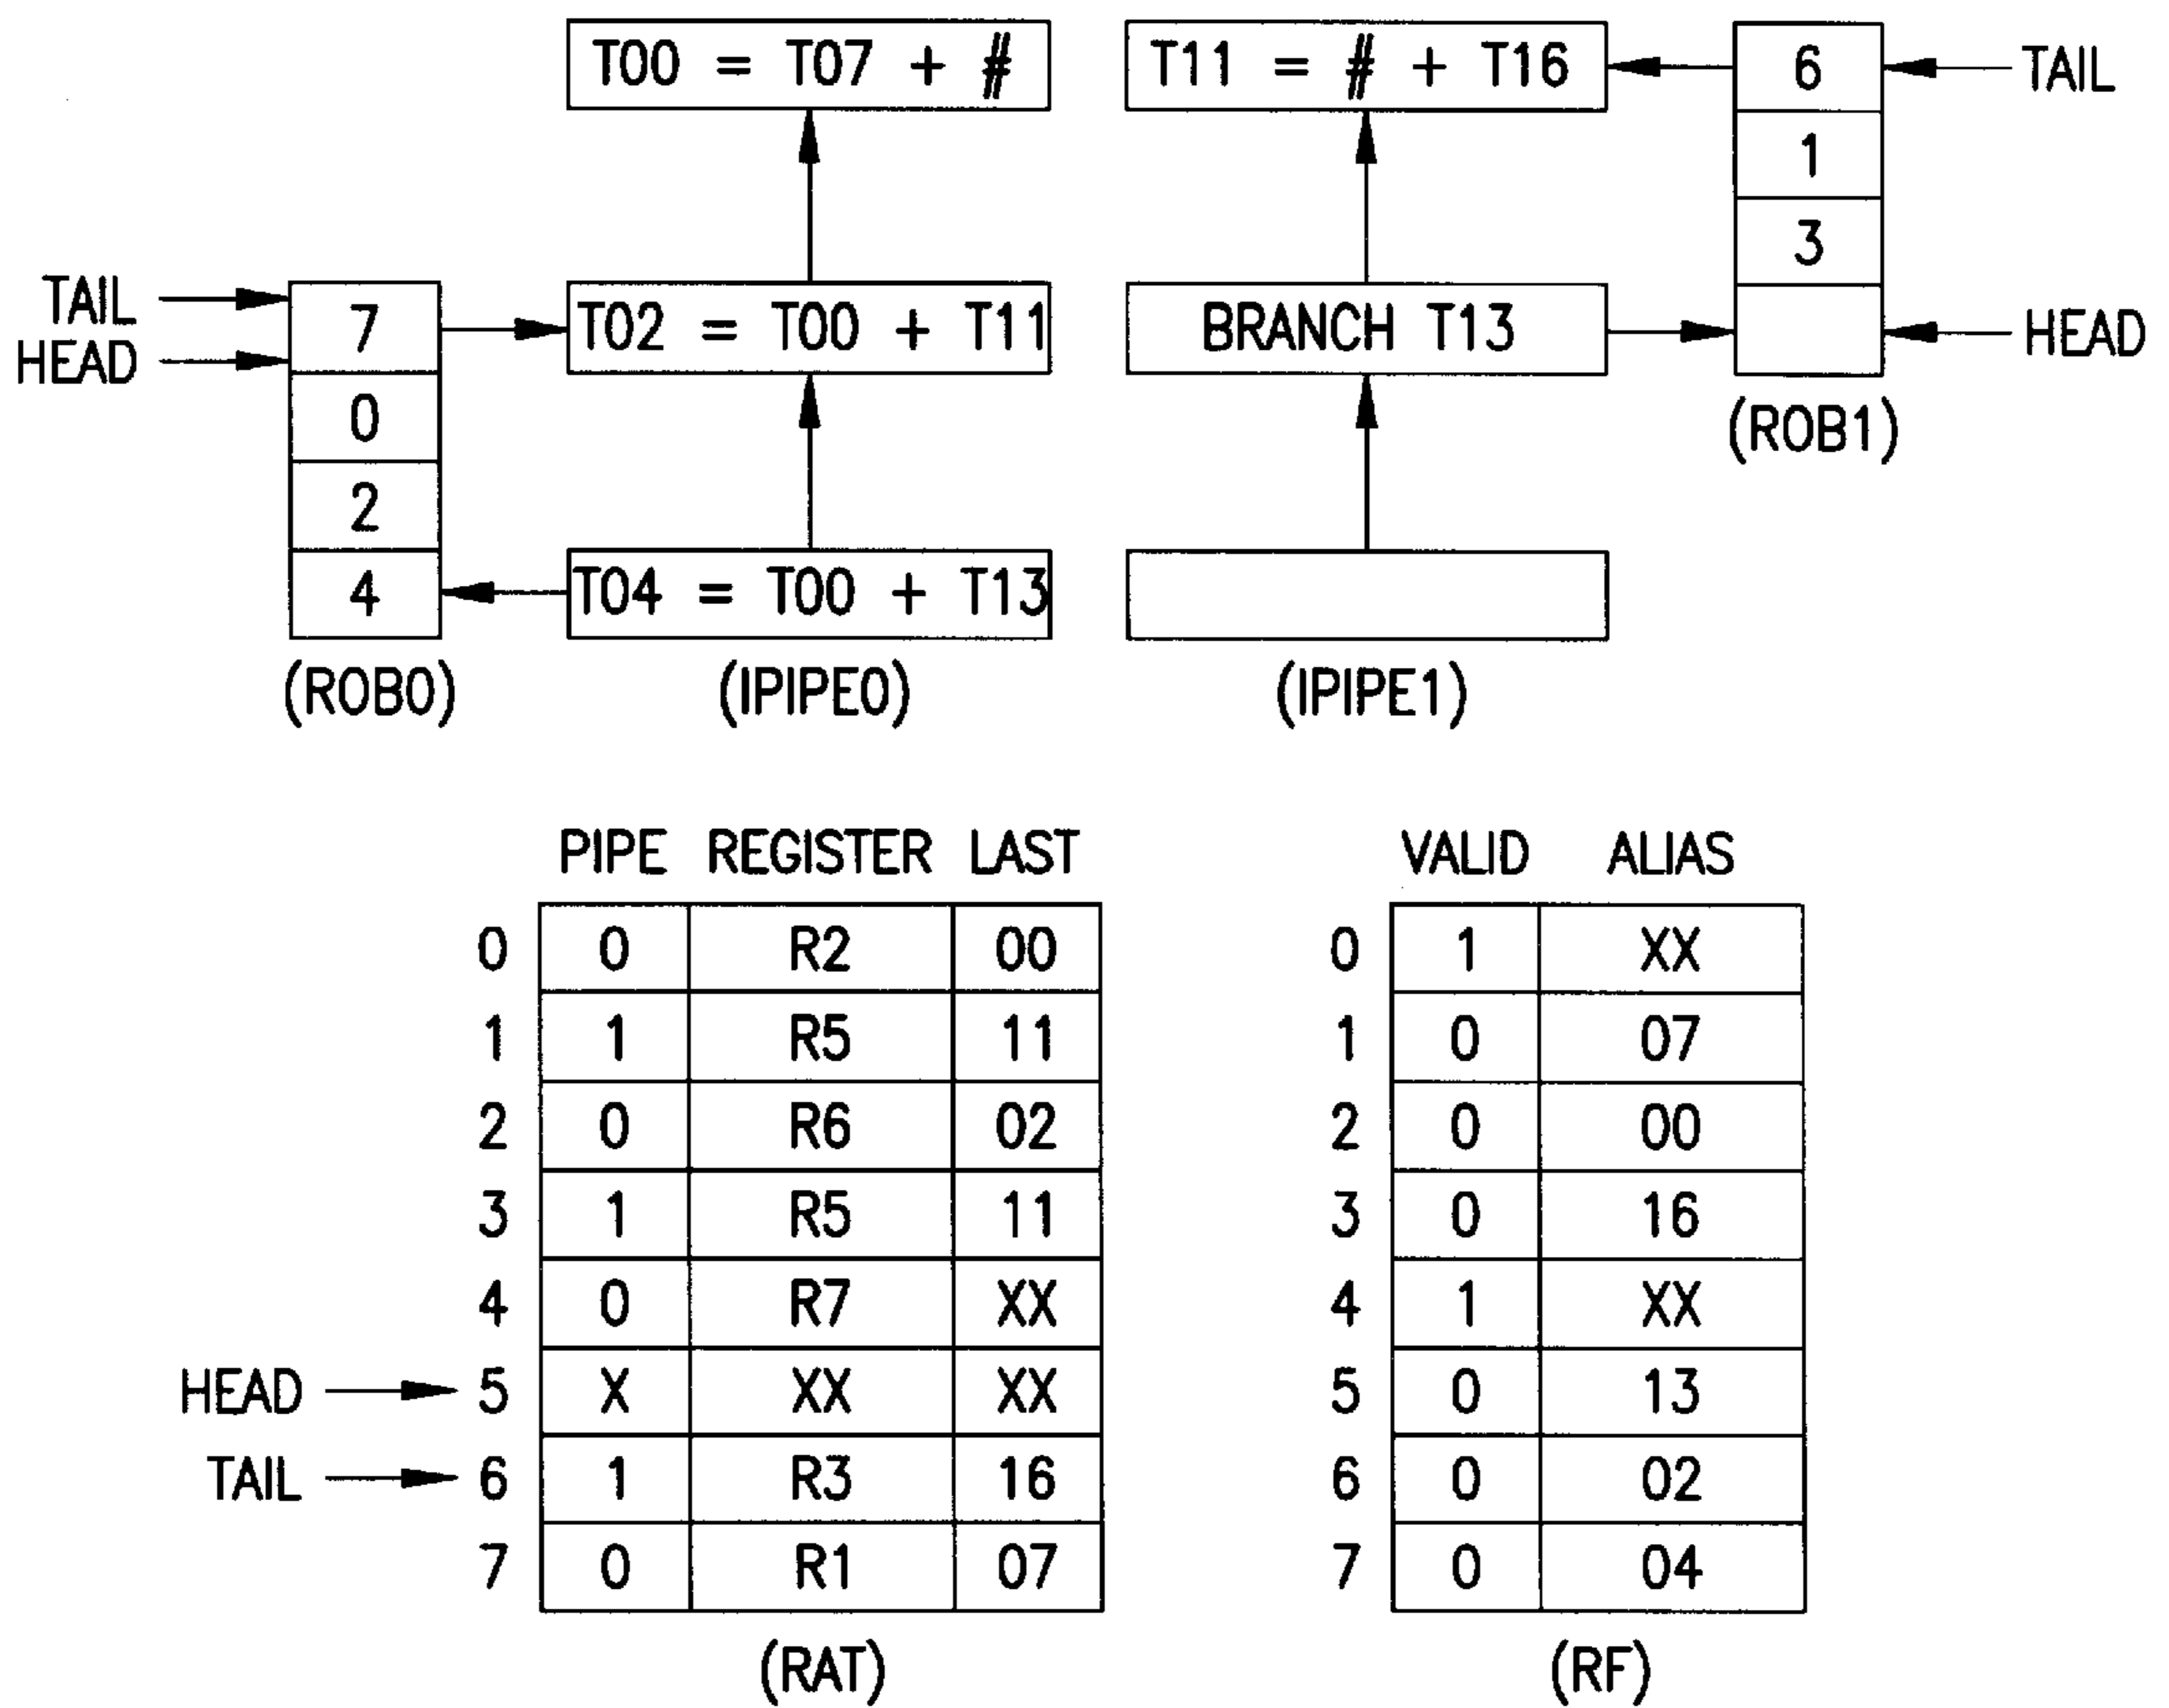 T00 = T07 + #
T11 = # + T16
6
TAIL
1
3
TAIL
HEAD
7
T02 = T00 + T11
BRANCH T13
HEAD
0
2
4
T04 = T00 + T13
(ROB1)
(ROB0)
(IPIPE0)
(IPIPE1)
PIPE REGISTER LAST
0 0 R2 00
1 1 R5 11
2 0 R6 02
3 1 R5 11
4 0 R7 XX
HEAD 5 X XX XX
TAIL 6 1 R3 16
7 0 R1 07
(RAT)
VALID ALIAS
0 1 XX
1 0 07
2 0 00
3 0 16
4 1 XX
5 0 13
6 0 02
7 0 04
(RF)